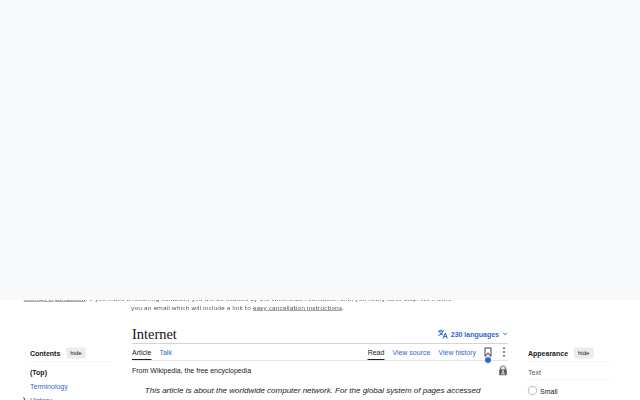 you an email which will include a link to easy cancellation instructions.
Internet
230 languages
Article Talk Read View source View history
From Wikipedia, the free encyclopedia
This article is about the worldwide computer network. For the global system of pages accessed
Contents hide
(Top)
Terminology
History
Appearance hide
Text
Small